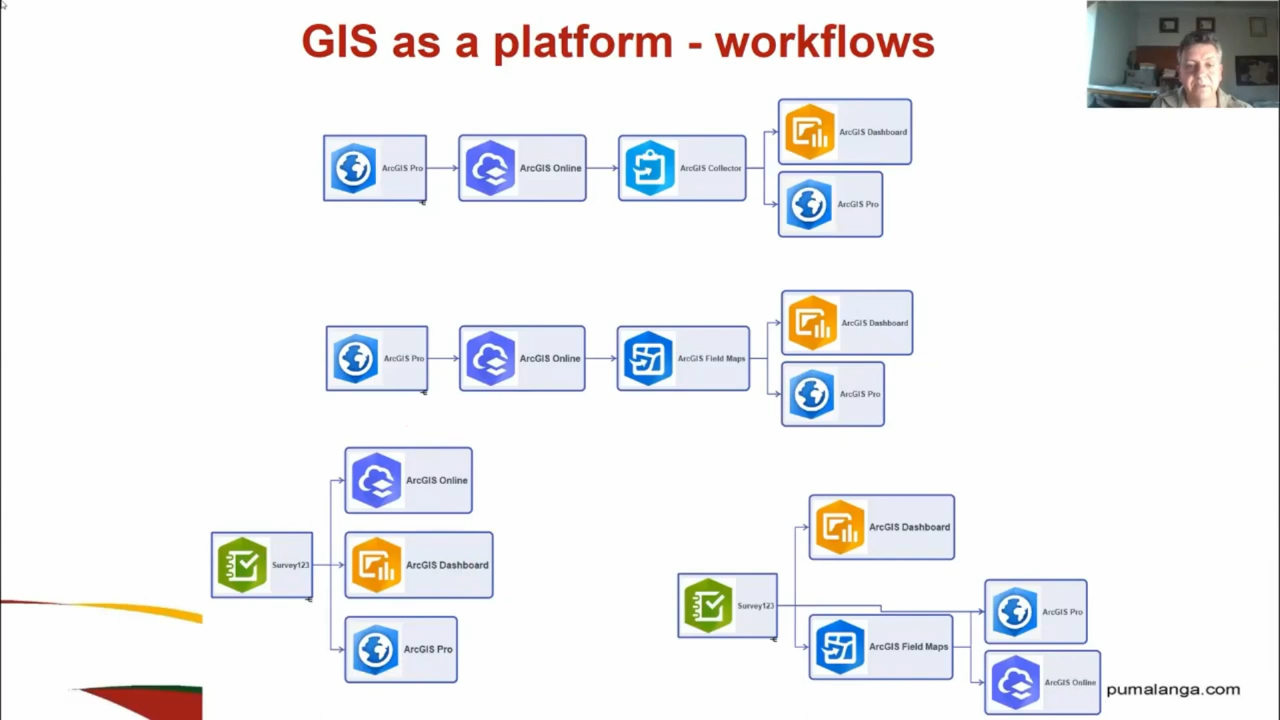 GIS as a platform - workflows
ArcGIS Pro
ArcGIS Online
ArcGIS Collector
ArcGIS Dashboard
ArcGIS Pro
ArcGIS Pro
ArcGIS Online
ArcGIS Field Maps
ArcGIS Dashboard
ArcGIS Pro
Survey123
ArcGIS Online
ArcGIS Dashboard
ArcGIS Pro
Survey123
ArcGIS Dashboard
ArcGIS Field Maps
ArcGIS Pro
ArcGIS Online
pumalanga.com